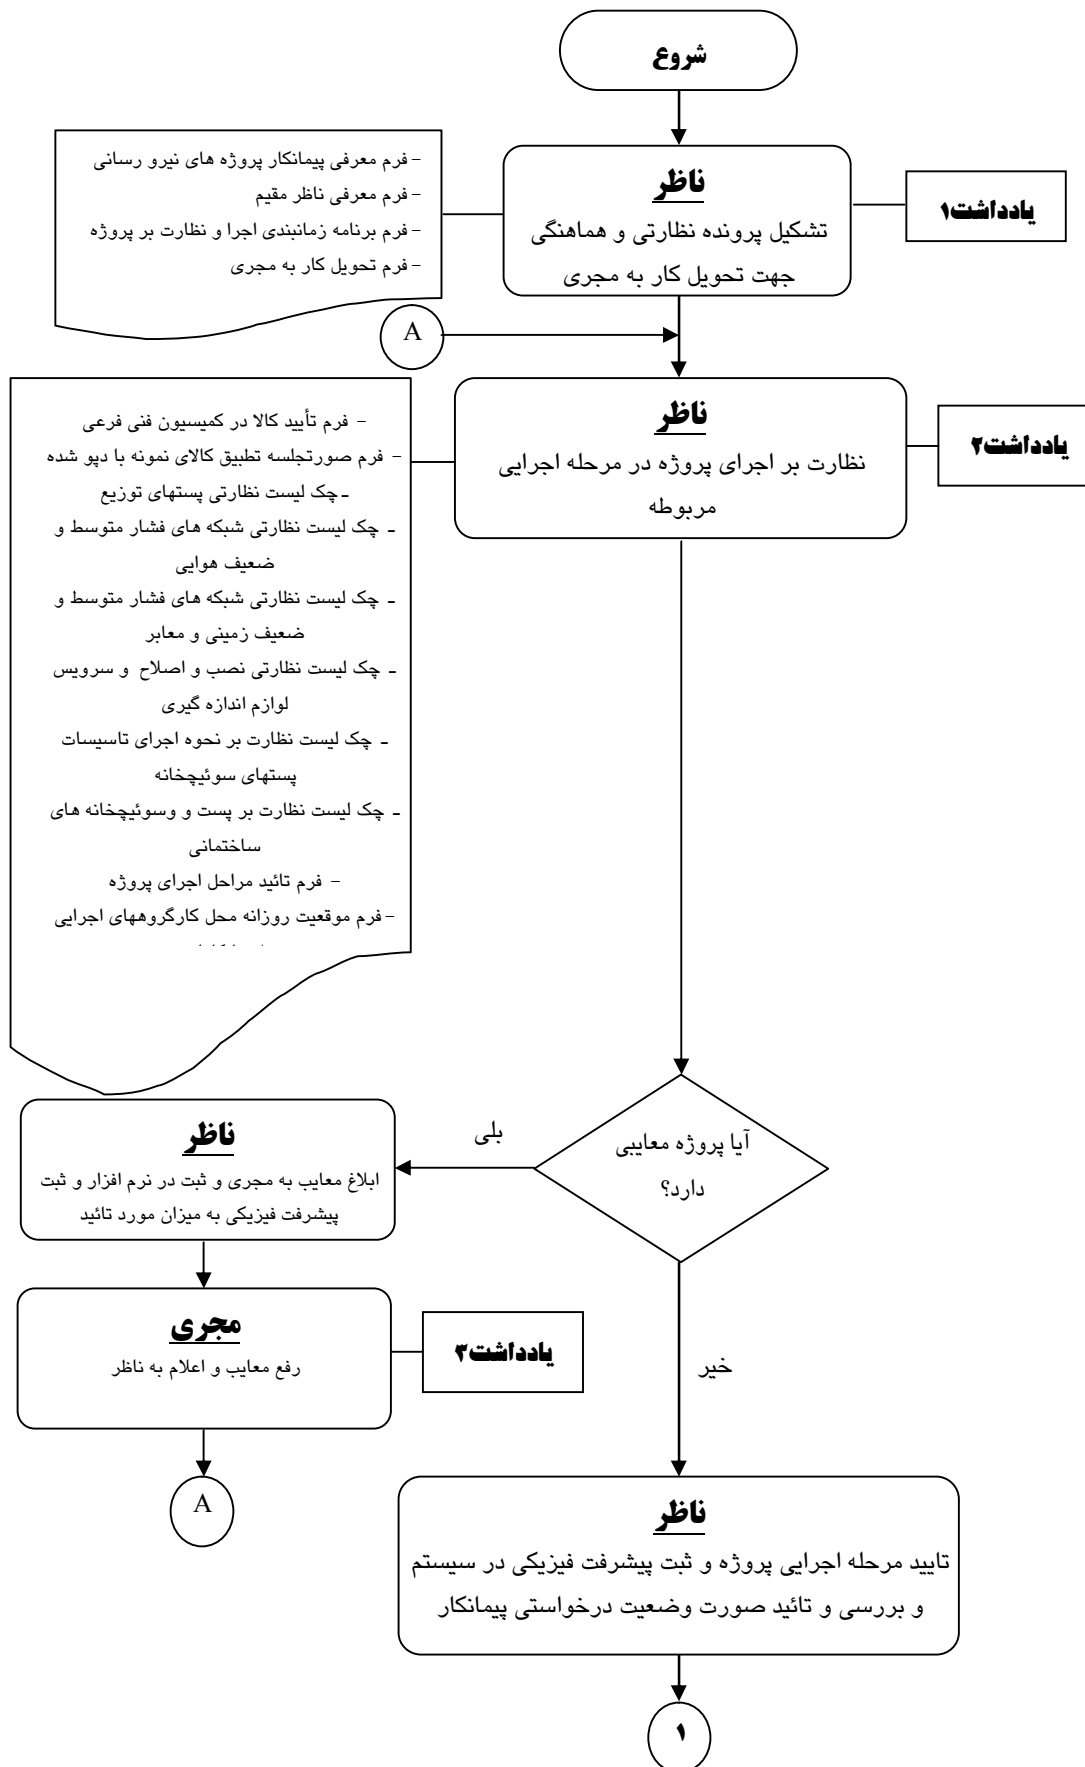 شروع
ناظر
تشکیل پرونده نظارتی و هماهنگی
جهت تحویل کار به مجری
یادداشت۱
- فرم معرفی پیمانکار پروژه های نیرو رسانی
- فرم معرفی ناظر مقیم
- فرم برنامه زمانبندی اجرا و نظارت بر پروژه
- فرم تحویل کار به مجری
A
ناظر
نظارت بر اجرای پروژه در مرحله اجرایی
مربوطه
یادداشت۲
- فرم تأیید کالا در کمیسیون فنی فرعی
- فرم صورتجلسه تطبیق کالای نمونه با دپو شده
- چک لیست نظارتی پستهای توزیع
- چک لیست نظارتی شبکه های فشار متوسط و
ضعیف هوایی
- چک لیست نظارتی شبکه های فشار متوسط و
ضعیف زمینی و معابر
- چک لیست نظارتی نصب و اصلاح و سرویس
لوازم اندازه گیری
- چک لیست نظارت بر نحوه اجرای تاسیسات
پستهای سوئیچخانه
- چک لیست نظارت بر پست و وسوئیچخانه های
ساختمانی
- فرم تائید مراحل اجرای پروژه
- فرم موقعیت روزانه محل کارگروههای اجرایی
آیا پروژه معایبی
دارد؟
بلی
ناظر
ابلاغ معایب به مجری و ثبت در نرم افزار و ثبت
پیشرفت فیزیکی به میزان مورد تائید
مجری
رفع معایب و اعلام به ناظر
یادداشت۳
A
خیر
ناظر
تایید مرحله اجرایی پروژه و ثبت پیشرفت فیزیکی در سیستم
و بررسی و تائید صورت وضعیت درخواستی پیمانکار
۱